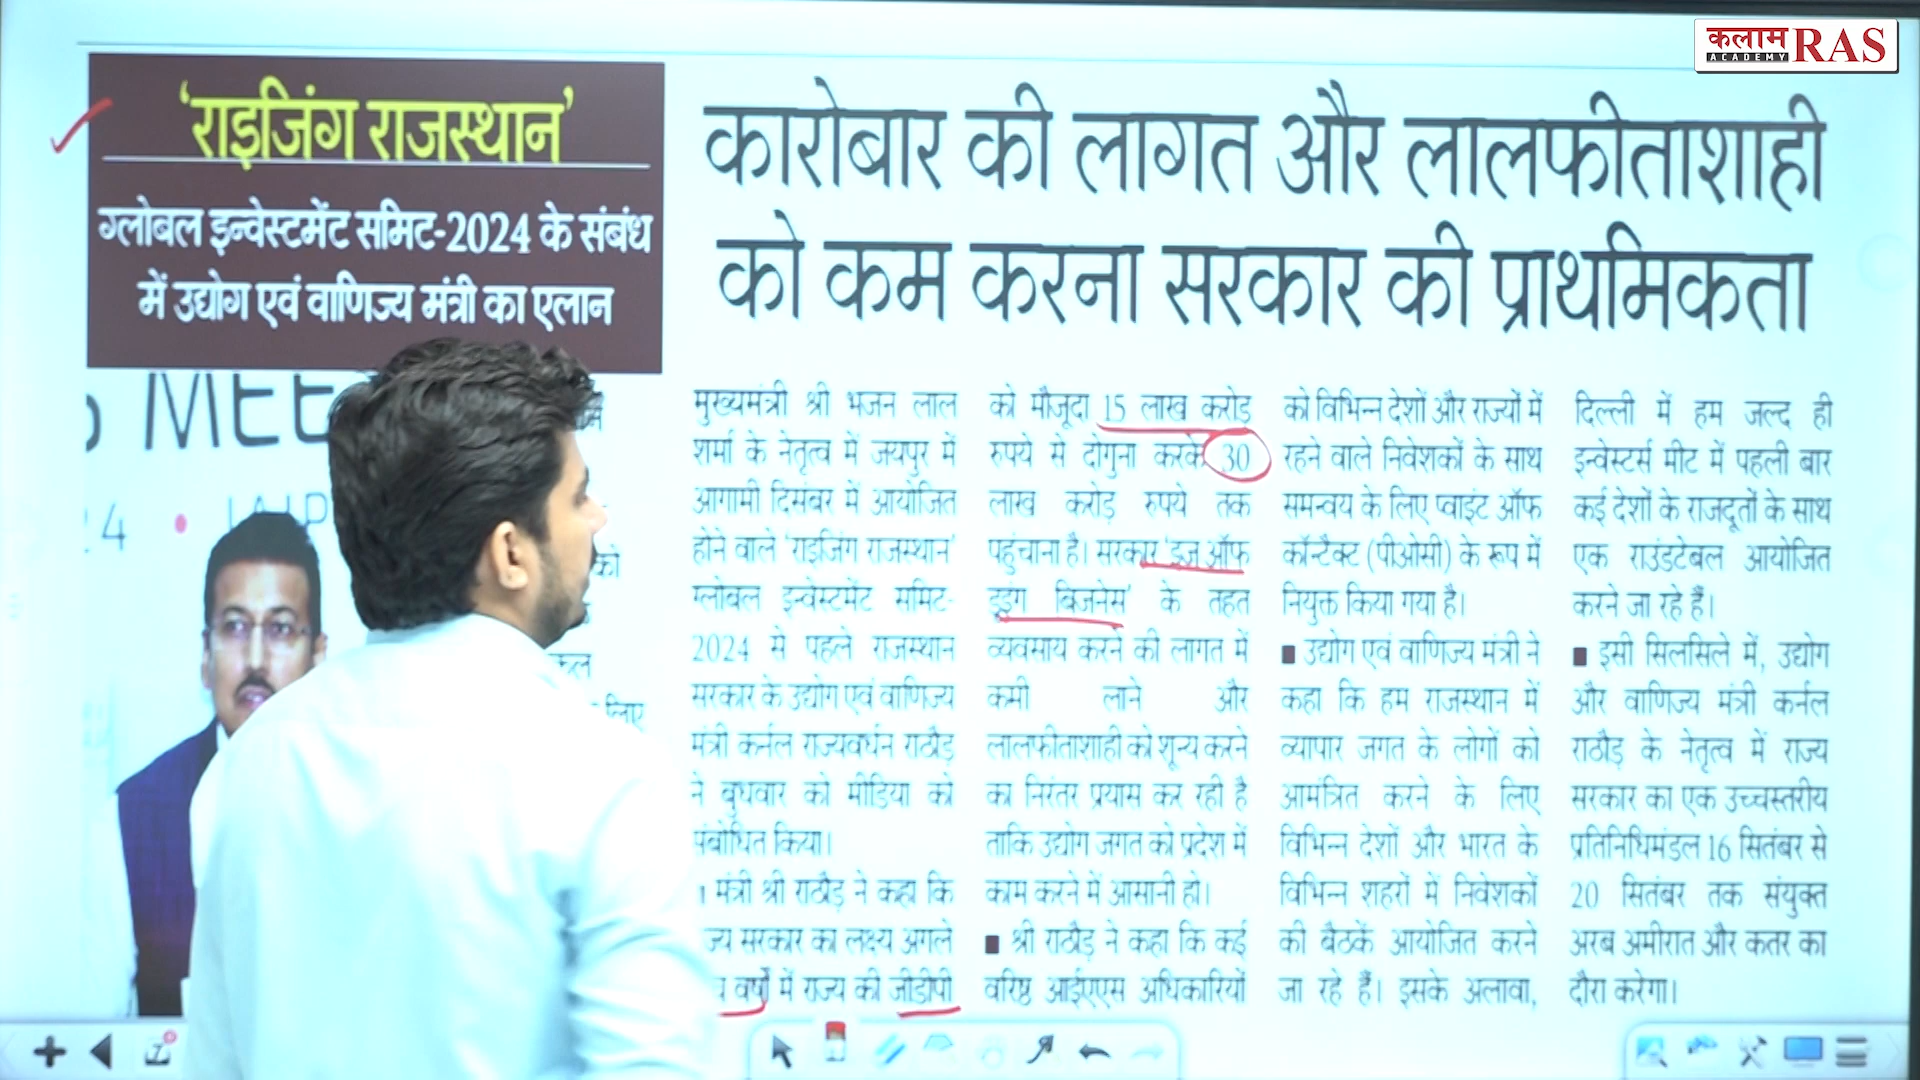 कलाम
ACADEMY
RAS
'राइजिंग राजस्थान'
ग्लोबल इन्वेस्टमेंट समिट-2024 के संबंध
में उद्योग एवं वाणिज्य मंत्री का एलान
MEE
24
कारोबार की लागत और लालफीताशाही
को कम करना सरकार की प्राथमिकता
मुख्यमंत्री श्री भजन लाल
शर्मा के नेतृत्व में जयपुर में
आगामी दिसंबर में आयोजित
होने वाले 'राइजिंग राजस्थान'
ग्लोबल इन्वेस्टमेंट समिट-
2024 से पहले राजस्थान
सरकार के उद्योग एवं वाणिज्य
मंत्री कर्नल राज्यवर्धन राठौड़
ने बुधवार को मीडिया को
किया।
मंत्री श्री राठौड़ ने कहा कि
सरकार का लक्ष्य अगले
वर्षों में राज्य की जीडीपी
को मौजूदा 15 लाख करोड़
रुपये से दोगुना करके 30
लाख करोड़ रुपये तक
पहुंचाना है। सरकार 'इज ऑफ
डूइंग बिजनेस' के तहत
व्यवसाय करने की लागत में
कमी लाने और
लालफीताशाही को शून्य करने
का निरंतर प्रयास कर रही है
ताकि उद्योग जगत को प्रदेश में
काम करने में आसानी हो।
■ श्री राठौड़ ने कहा कि कई
वरिष्ठ आईएएस अधिकारियों
को विभिन्न देशों और राज्यों में
रहने वाले निवेशकों के साथ
समन्वय के लिए प्वाइंट ऑफ
कॉन्टैक्ट (पीओसी) के रूप में
नियुक्त किया गया है।
■ उद्योग एवं वाणिज्य मंत्री ने
कहा कि हम राजस्थान में
व्यापार जगत के लोगों को
आमंत्रित करने के लिए
विभिन्न देशों और भारत के
विभिन्न शहरों में निवेशकों
की बैठकें आयोजित करने
जा रहे हैं। इसके अलावा,
दिल्ली में हम जल्द ही
इन्वेस्टर्स मीट में पहली बार
कई देशों के राजदूतों के साथ
एक राउंडटेबल आयोजित
करने जा रहे हैं।
■ इसी सिलसिले में, उद्योग
और वाणिज्य मंत्री कर्नल
राठौड़ के नेतृत्व में राज्य
सरकार का एक उच्चस्तरीय
प्रतिनिधिमंडल 16 सितंबर से
20 सितंबर तक संयुक्त
अरब अमीरात और कतर का
दौरा करेगा।